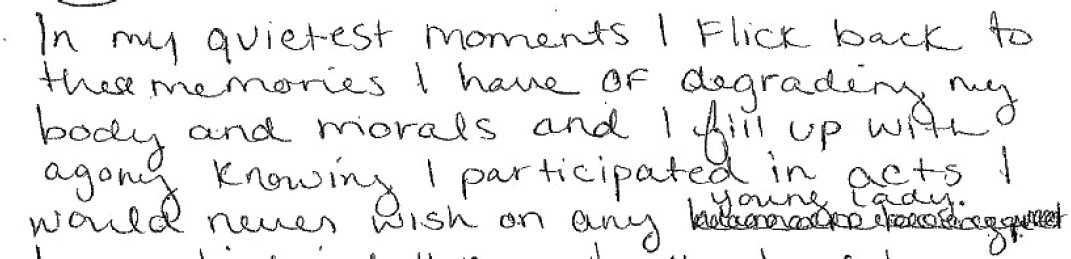 In my quietest moments I Flick back to
these memories I have OF degrading my
body and morals and I fill up with
agony Knowing I participated in acts I
would never wish on any young lady.